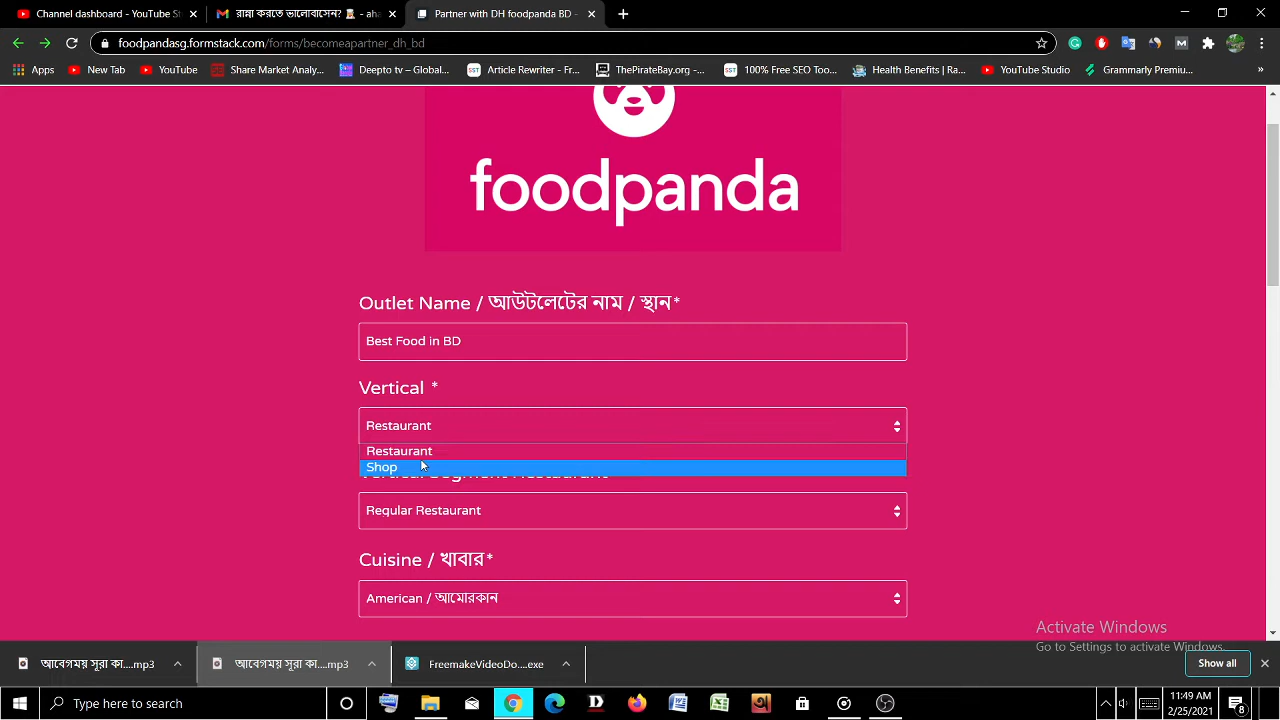 Channel dashboard - YouTube St
রান্না করতে ভালোবাসেন? 👩‍🍳 - aha
Partner with DH foodpanda BD -
foodpandasg.formstack.com/forms/becomeapartner_dh_bd
Apps
New Tab
YouTube
Share Market Analy...
Deepto tv – Global...
Article Rewriter - Fr...
ThePirateBay.org -...
100% Free SEO Too...
Health Benefits | Ra...
YouTube Studio
Grammarly Premiu...
»
foodpanda
Outlet Name / আউটলেটের নাম / স্থান*
Best Food in BD
Vertical *
Restaurant
Restaurant
Shop
Regular Restaurant
Cuisine / খাবার*
American / আমেরিকান
Activate Windows
Go to Settings to activate Windows.
আবেগময় সূরা কা....mp3
আবেগময় সূরা কা....mp3
FreemakeVideoDo....exe
Show all
Type here to search
11:49 AM
2/25/2021
8